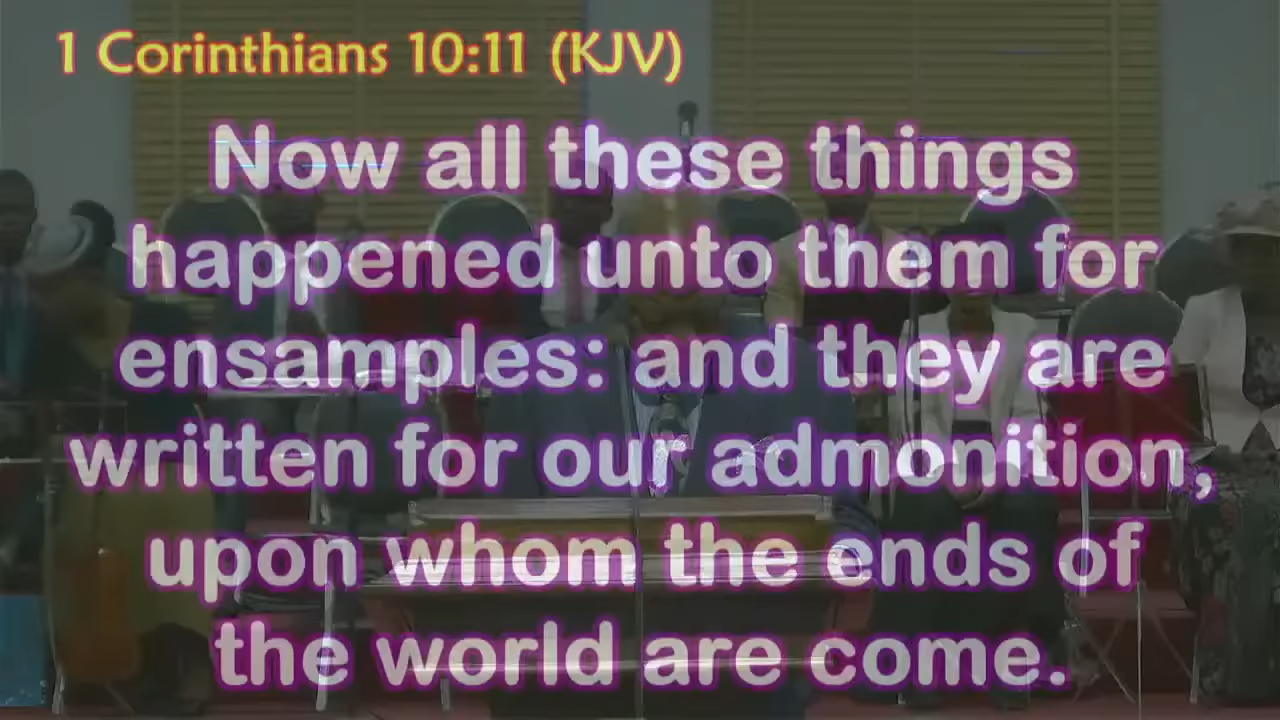 1 Corinthians 10:11 (KJV)
Now all these things
happened unto them for
ensamples: and they are
written for our admonition,
upon whom the ends of
the world are come.